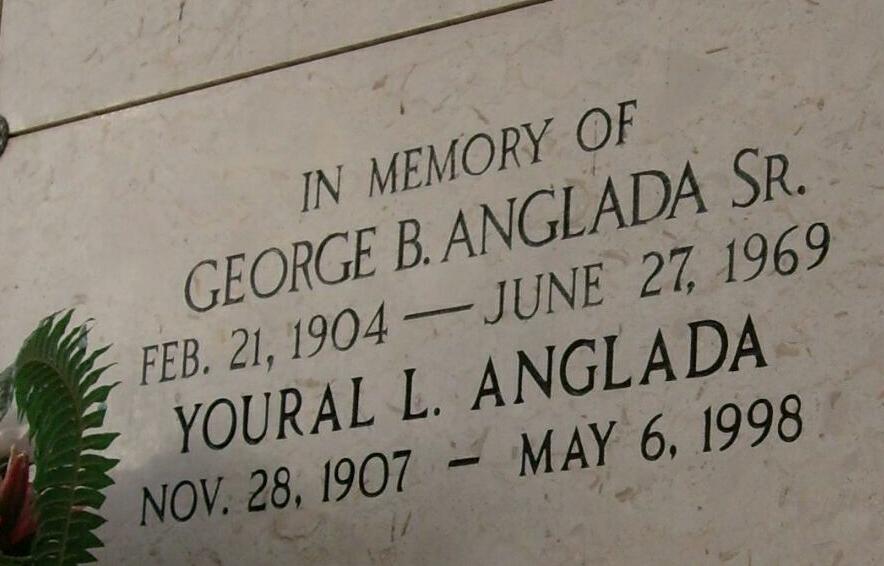 IN MEMORY OF
GEORGE B. ANGLADA SR.
FEB. 21, 1904 — JUNE 27, 1969
YOURAL L. ANGLADA
NOV. 28, 1907 - MAY 6, 1998